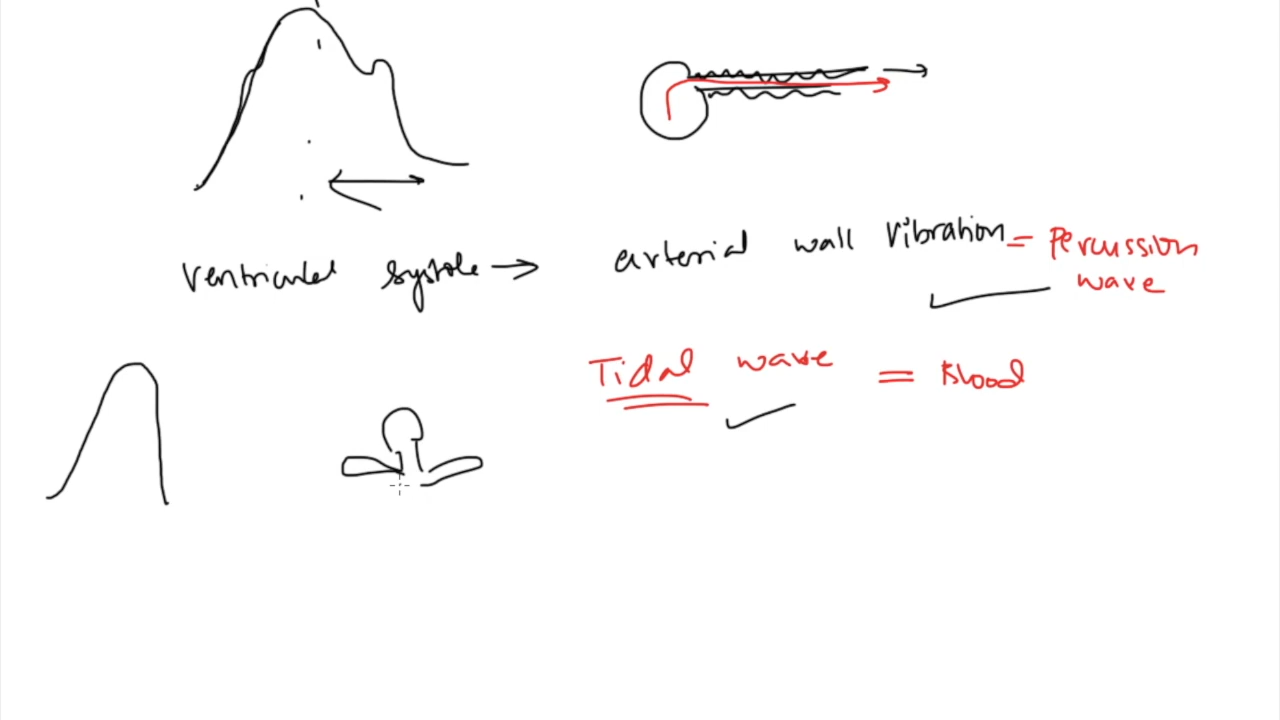 ventricular systole → arterial wall vibration = Percussion
wave
Tidal wave = Blood